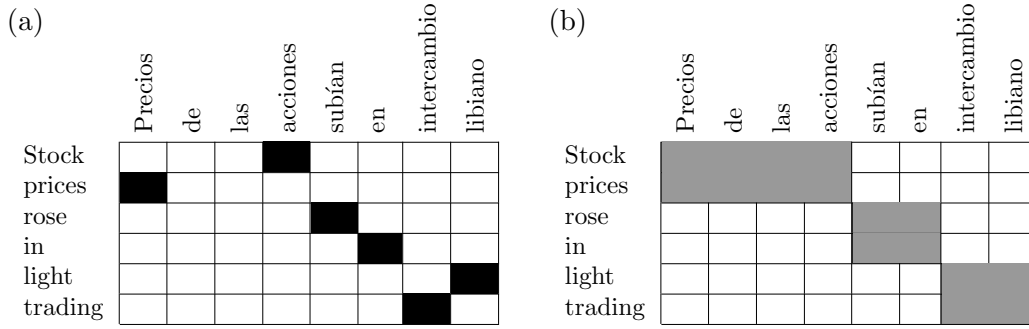 (a)
Precios
de
las
acciones
subían
en
intercambio
libiano
Stock
prices
rose
in
light
trading
(b)
Precios
de
las
acciones
subían
en
intercambio
libiano
Stock
prices
rose
in
light
trading